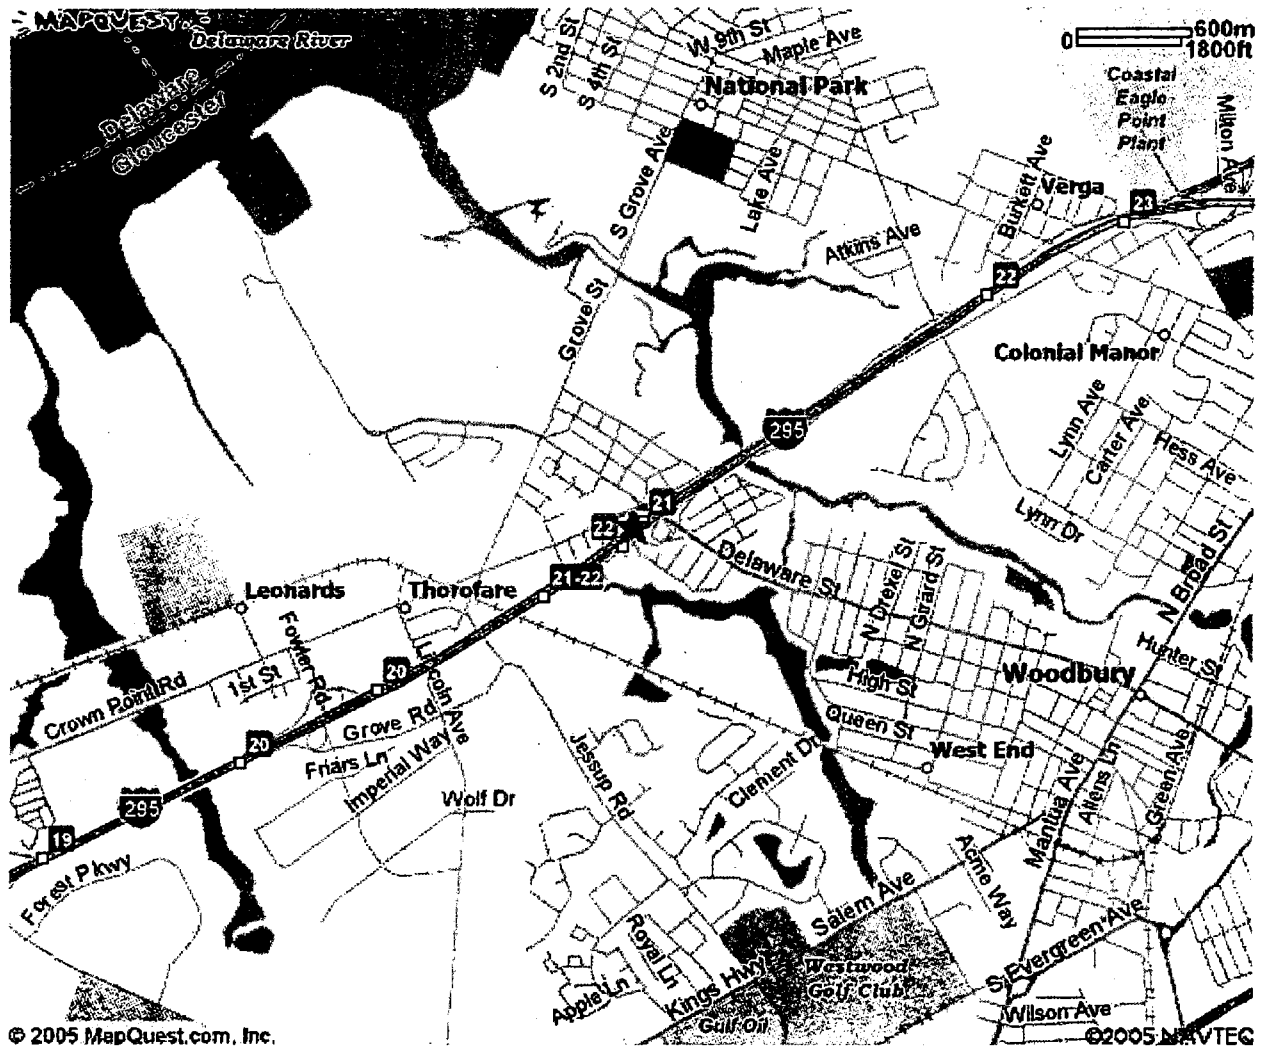 MAPQUEST
Delaware River
Delaware
Gloucester
S 2nd St
S 4th St
W 9th St
Maple Ave
National Park
0 600m
1800ft
Coastal
Eagle
Point
Plant
Milton Ave
S Grove Ave
Lake Ave
Burkett Ave
Verga
23
Atkins Ave
22
Grove St
Colonial Manor
295
Lynn Ave
Carter Ave
Hess Ave
21
22
Lynn Dr
Delaware St
N Drexel St
N Girard St
N Broad St
21-22
Leonards
Thorofare
Hunter St
Fowler Rd
Lincoln Ave
1st St
Crown Point Rd
20
High St
Woodbury
Queen St
West End
20
Grove Rd
Friars Ln
Imperial Way
Jessup Rd
Clement Dr
Mantua Ave
Allens Ln
Green Ave
295
Wolf Dr
19
Forest Pkwy
Acme Way
Salem Ave
Royal Ln
Apple Ln
Kings Hwy
Westwood
Golf Club
Gulf Oil
S Evergreen Ave
Wilson Ave
© 2005 MapQuest.com, Inc.
©2005 NAVTEQ